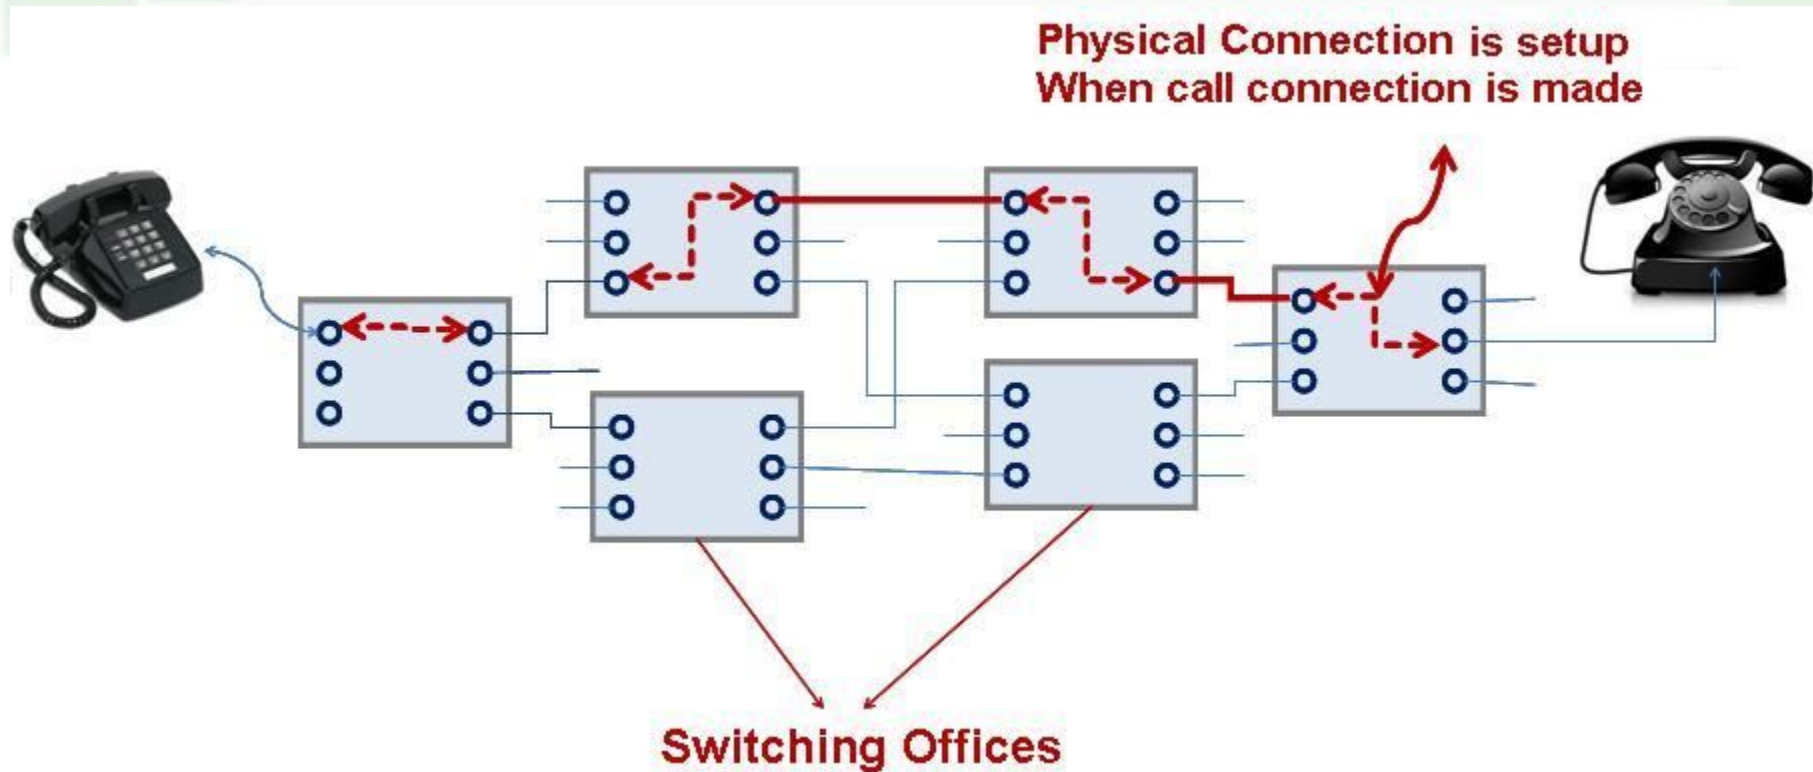 Physical Connection is setup
When call connection is made
Switching Offices